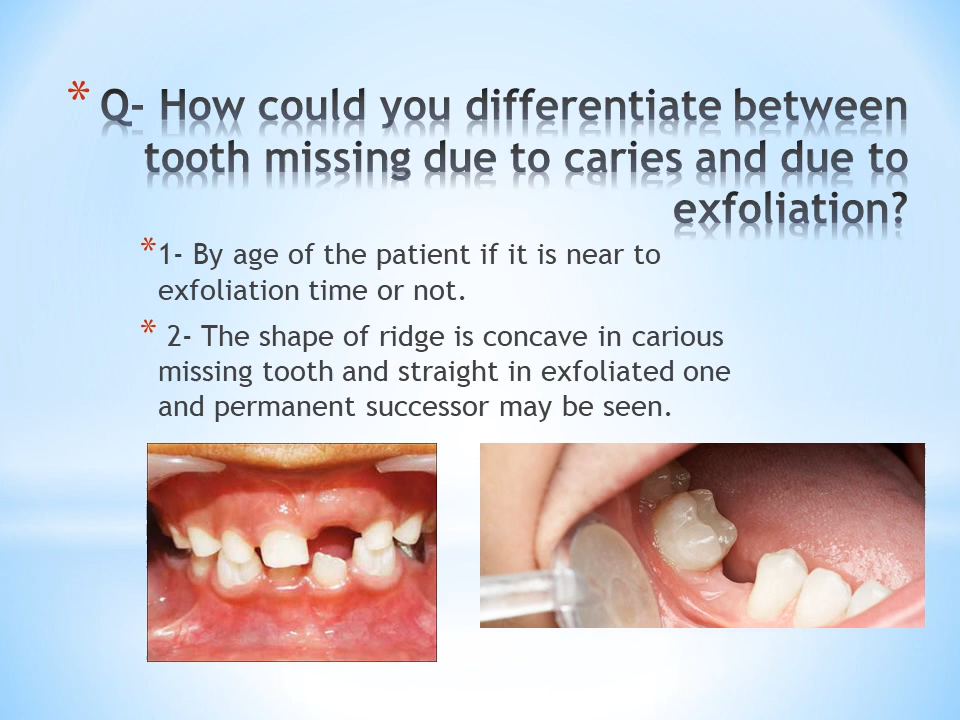 * Q- How could you differentiate between
tooth missing due to caries and due to
exfoliation?
* 1- By age of the patient if it is near to
exfoliation time or not.
* 2- The shape of ridge is concave in carious
missing tooth and straight in exfoliated one
and permanent successor may be seen.